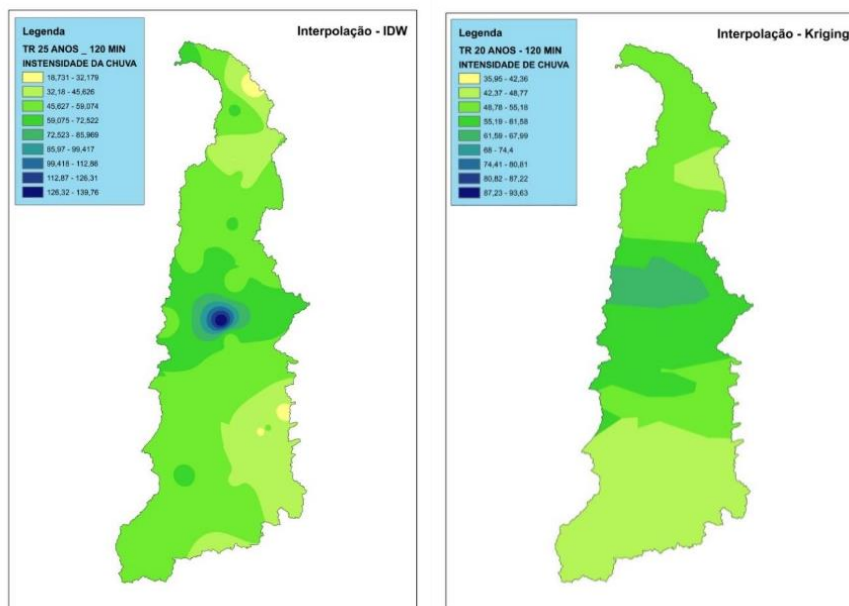 Legenda
TR 25 ANOS _ 120 MIN
INSTENSIDADE DA CHUVA
18,731 - 32,179
32,18 - 45,626
45,627 - 59,074
59,075 - 72,522
72,523 - 85,969
85,97 - 99,417
99,418 - 112,86
112,87 - 126,31
126,32 - 139,76
Interpolação - IDW
Legenda
TR 20 ANOS - 120 MIN
INTENSIDADE DE CHUVA
35,95 - 42,36
42,37 - 48,77
48,78 - 55,18
55,19 - 61,58
61,59 - 67,99
68 - 74,4
74,41 - 80,81
80,82 - 87,22
87,23 - 93,63
Interpolação - Kriging